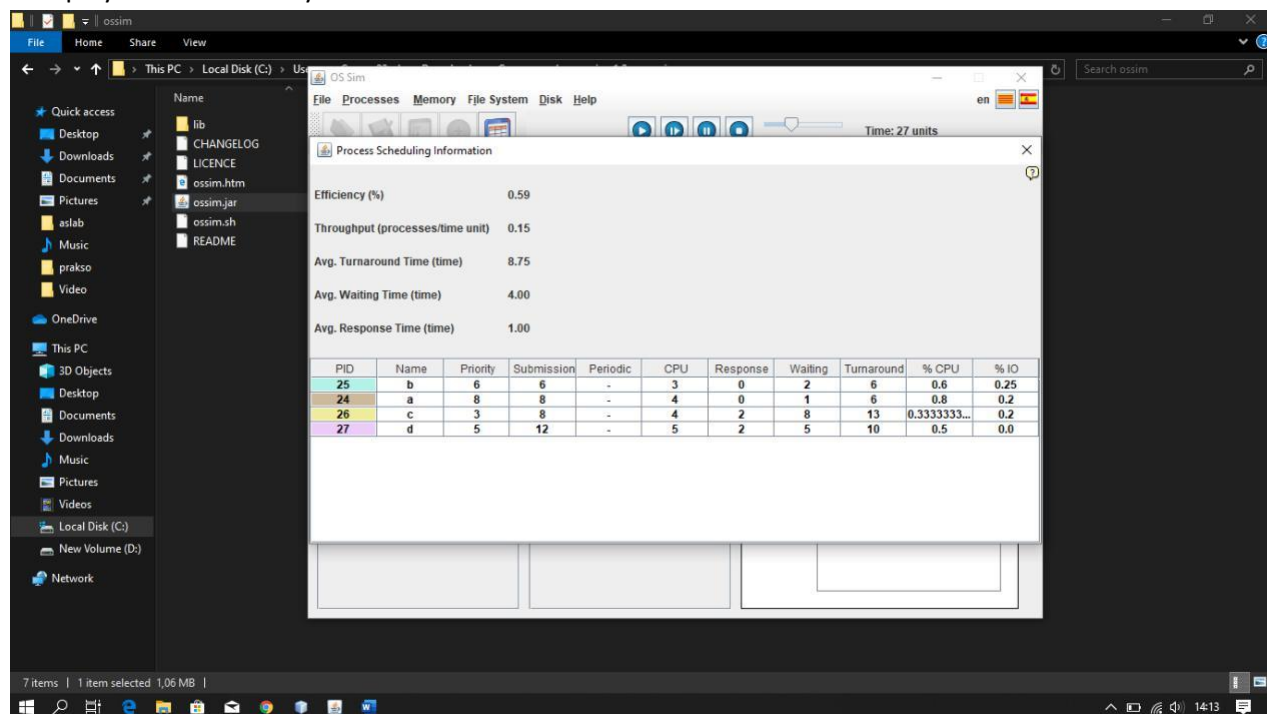 ossim
File Home Share View
This PC > Local Disk (C:) > Us
Search ossim
Quick access
Desktop
Downloads
Documents
Pictures
aslab
Music
prakso
Video
OneDrive
This PC
3D Objects
Desktop
Documents
Downloads
Music
Pictures
Videos
Local Disk (C:)
New Volume (D:)
Network
Name
lib
CHANGELOG
LICENCE
ossim.htm
ossim.jar
ossim.sh
README
OS Sim
File Processes Memory File System Disk Help en
Time: 27 units
Process Scheduling Information
Efficiency (%) 0.59
Throughput (processes/time unit) 0.15
Avg. Turnaround Time (time) 8.75
Avg. Waiting Time (time) 4.00
Avg. Response Time (time) 1.00
PID Name Priority Submission Periodic CPU Response Waiting Turnaround % CPU % IO
25 b 6 6 - 3 0 2 6 0.6 0.25
24 a 8 8 - 4 0 1 6 0.8 0.2
26 c 3 8 - 4 2 8 13 0.3333333... 0.2
27 d 5 12 - 5 2 5 10 0.5 0.0
7 items | 1 item selected 1,06 MB |
14:13